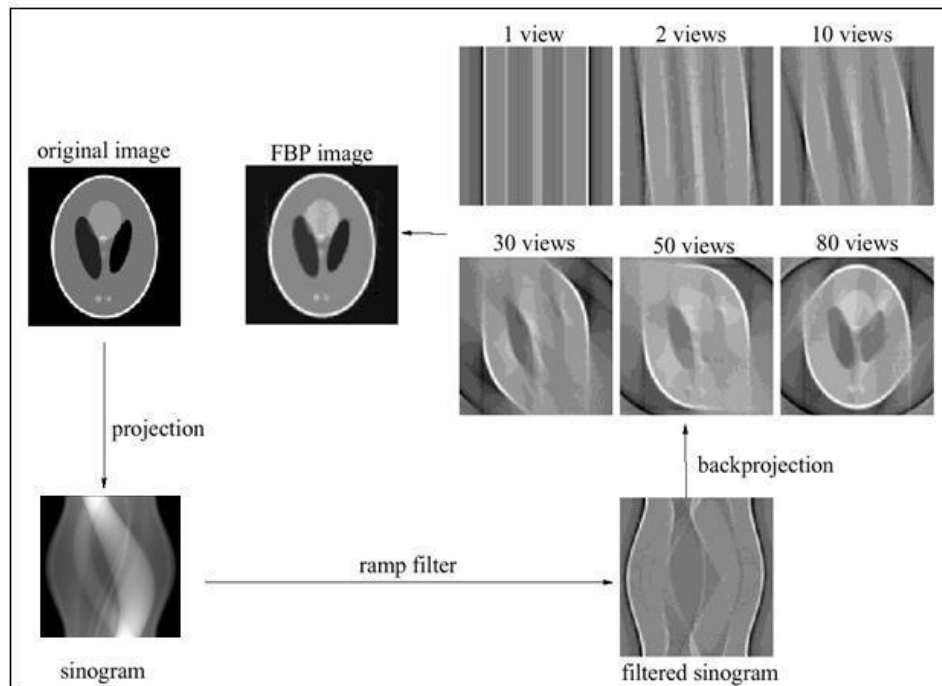 1 view
2 views
10 views
original image
FBP image
30 views
50 views
80 views
projection
backprojection
ramp filter
sinogram
filtered sinogram